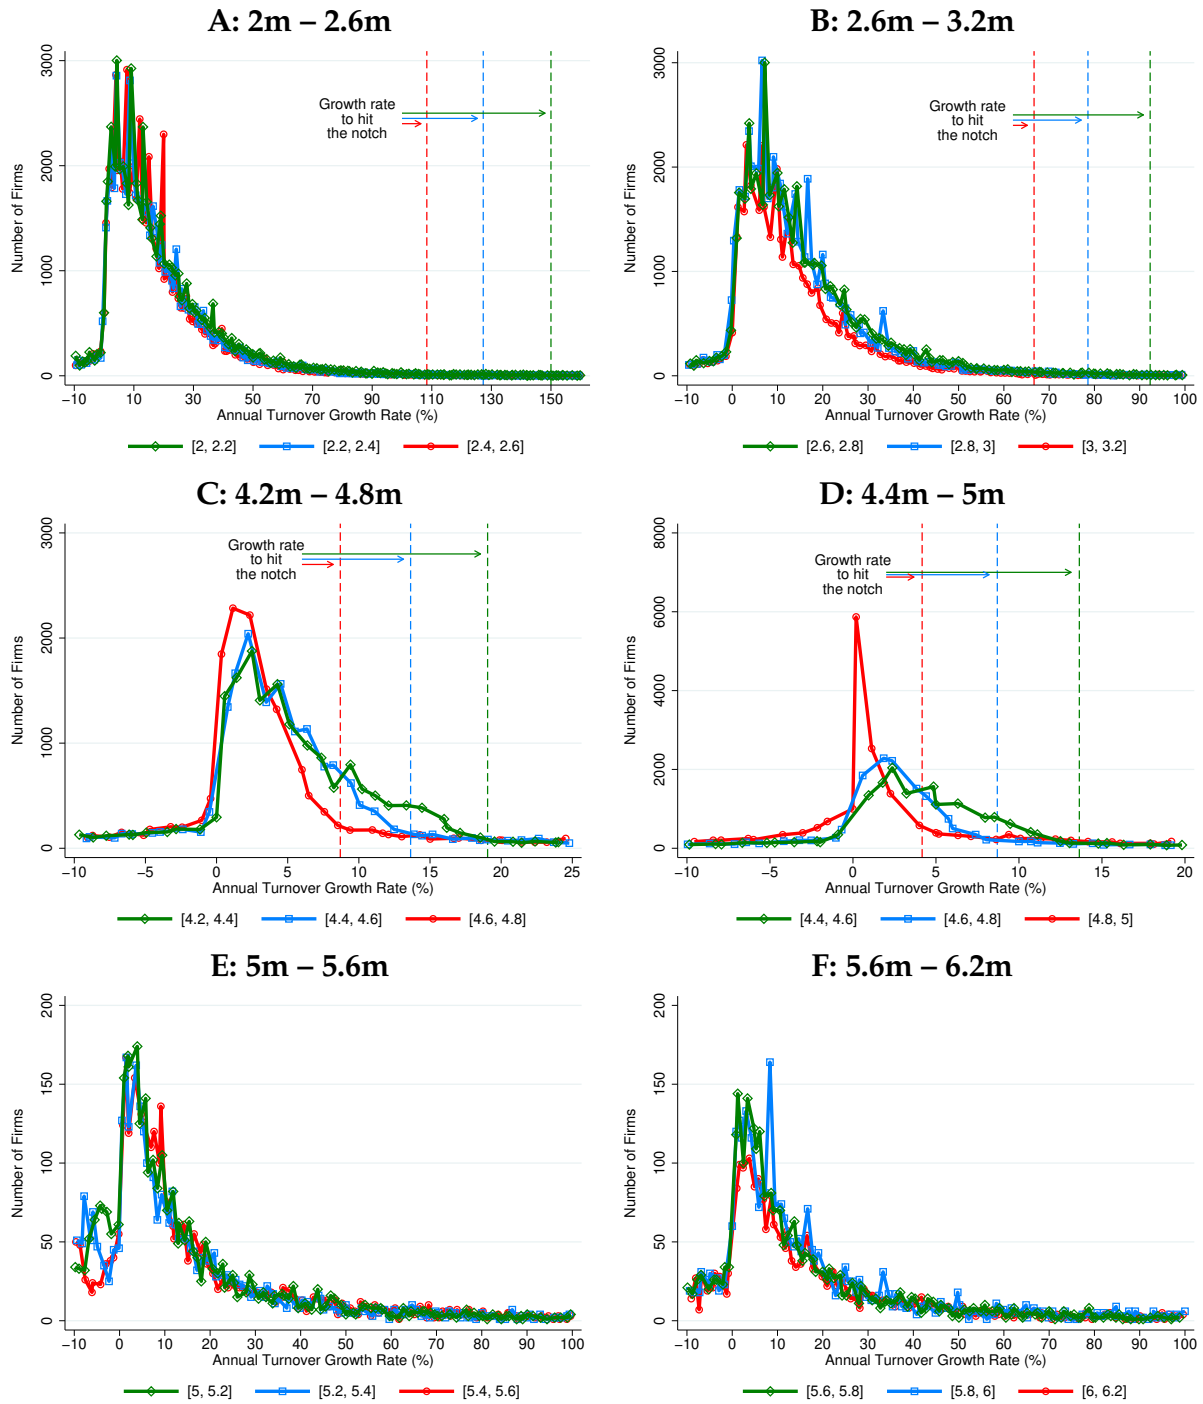 A: 2m – 2.6m
Number of Firms
3000
2000
1000
0
Growth rate
to hit
the notch
−10 10 30 50 70 90 110 130 150
Annual Turnover Growth Rate (%)
[2, 2.2] [2.2, 2.4] [2.4, 2.6]
B: 2.6m – 3.2m
Number of Firms
3000
2000
1000
0
Growth rate
to hit
the notch
−10 0 10 20 30 40 50 60 70 80 90 100
Annual Turnover Growth Rate (%)
[2.6, 2.8] [2.8, 3] [3, 3.2]
C: 4.2m – 4.8m
Number of Firms
3000
2000
1000
0
Growth rate
to hit
the notch
−10 −5 0 5 10 15 20 25
Annual Turnover Growth Rate (%)
[4.2, 4.4] [4.4, 4.6] [4.6, 4.8]
D: 4.4m – 5m
Number of Firms
8000
6000
4000
2000
0
Growth rate
to hit
the notch
−10 −5 0 5 10 15 20
Annual Turnover Growth Rate (%)
[4.4, 4.6] [4.6, 4.8] [4.8, 5]
E: 5m – 5.6m
Number of Firms
200
150
100
50
0
−10 0 10 20 30 40 50 60 70 80 90 100
Annual Turnover Growth Rate (%)
[5, 5.2] [5.2, 5.4] [5.4, 5.6]
F: 5.6m – 6.2m
Number of Firms
200
150
100
50
0
−10 0 10 20 30 40 50 60 70 80 90 100
Annual Turnover Growth Rate (%)
[5.6, 5.8] [5.8, 6] [6, 6.2]